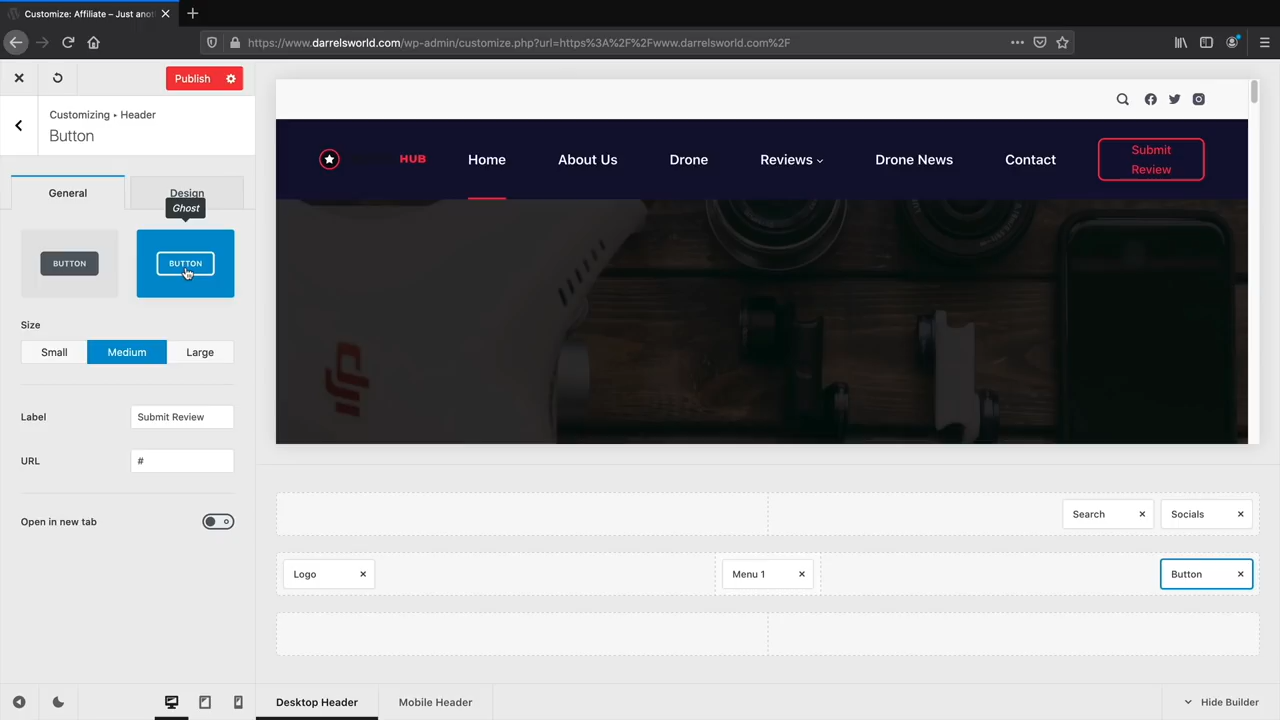 Customize: Affiliate – Just anot
https://www.darrelsworld.com/wp-admin/customize.php?url=https%3A%2F%2Fwww.darrelsworld.com%2F
Publish
Customizing • Header
Button
General
Design
Ghost
BUTTON
BUTTON
Size
Small
Medium
Large
Label
Submit Review
URL
#
Open in new tab
HUB
Home
About Us
Drone
Reviews
Drone News
Contact
Submit
Review
Search
Socials
Logo
Menu 1
Button
Desktop Header
Mobile Header
Hide Builder